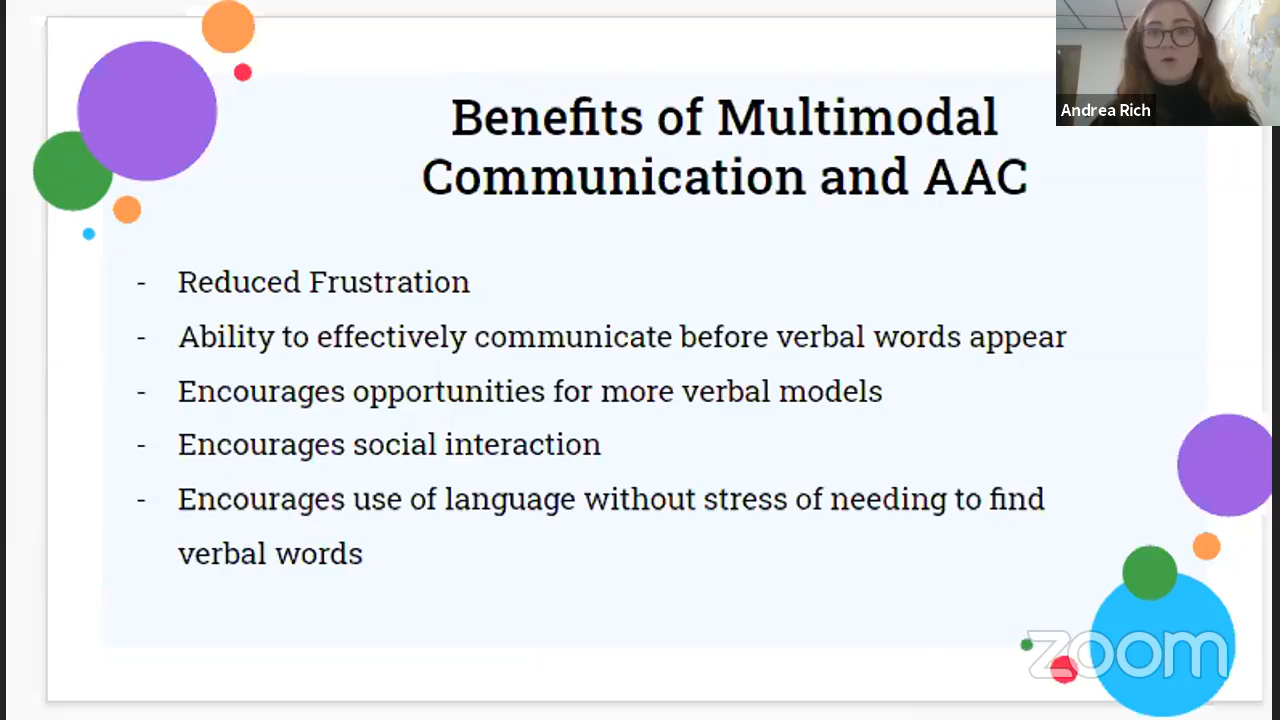 Andrea Rich
Benefits of Multimodal
Communication and AAC
- Reduced Frustration
- Ability to effectively communicate before verbal words appear
- Encourages opportunities for more verbal models
- Encourages social interaction
- Encourages use of language without stress of needing to find
verbal words
zoom